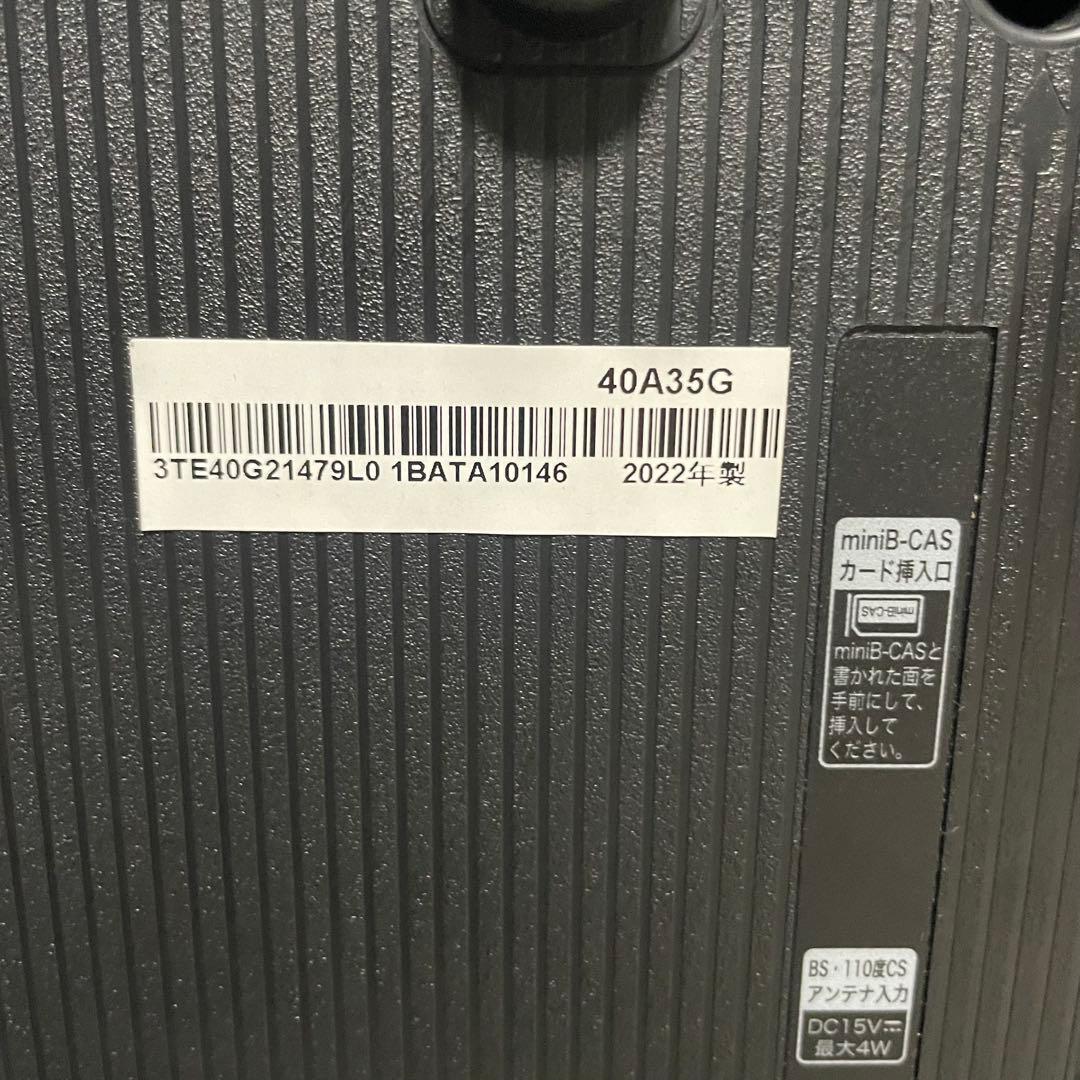 40A35G
3TE40G21479L0 1BATA10146 2022年製
miniB-CAS
カード挿入口
miniB-CAS
miniB-CASと
書かれた面を
手前にして、
挿入して
ください。
BS・110度CS
アンテナ入力
DC15V⎓
最大4W